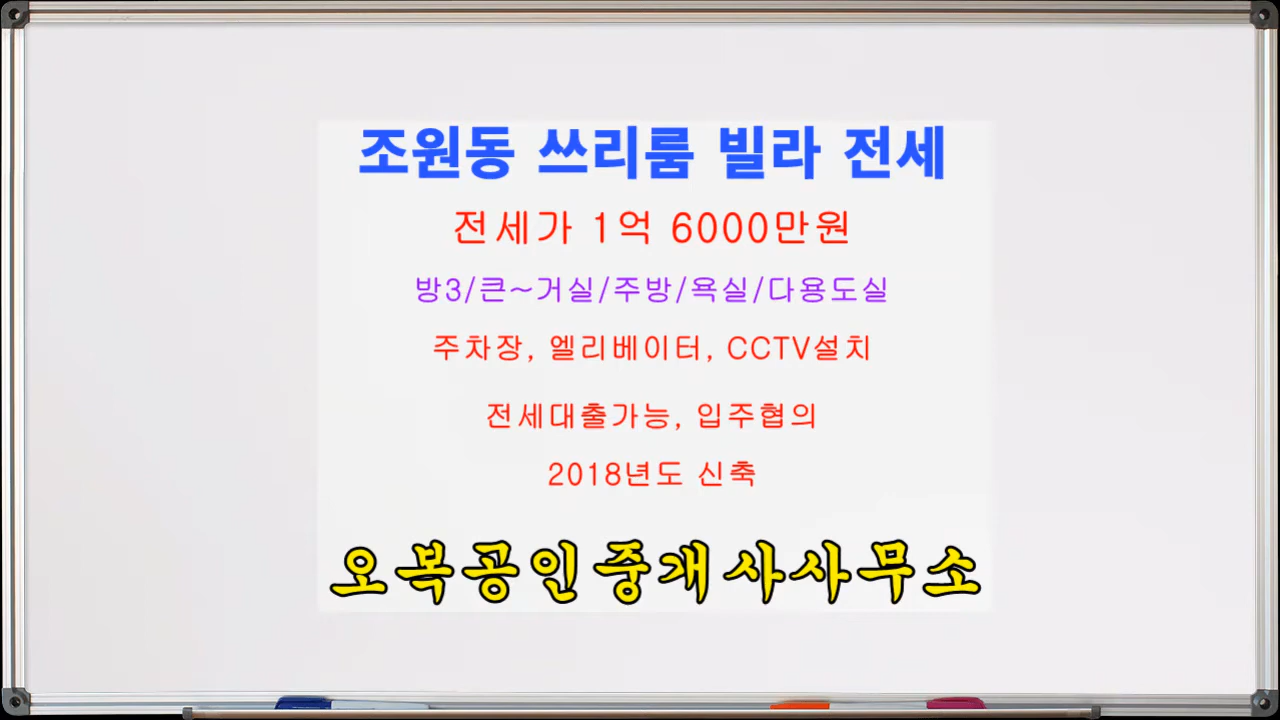 조원동 쓰리룸 빌라 전세
전세가 1억 6000만원
방3/큰~거실/주방/욕실/다용도실
주차장, 엘리베이터, CCTV설치
전세대출가능, 입주협의
2018년도 신축
오복공인중개사사무소